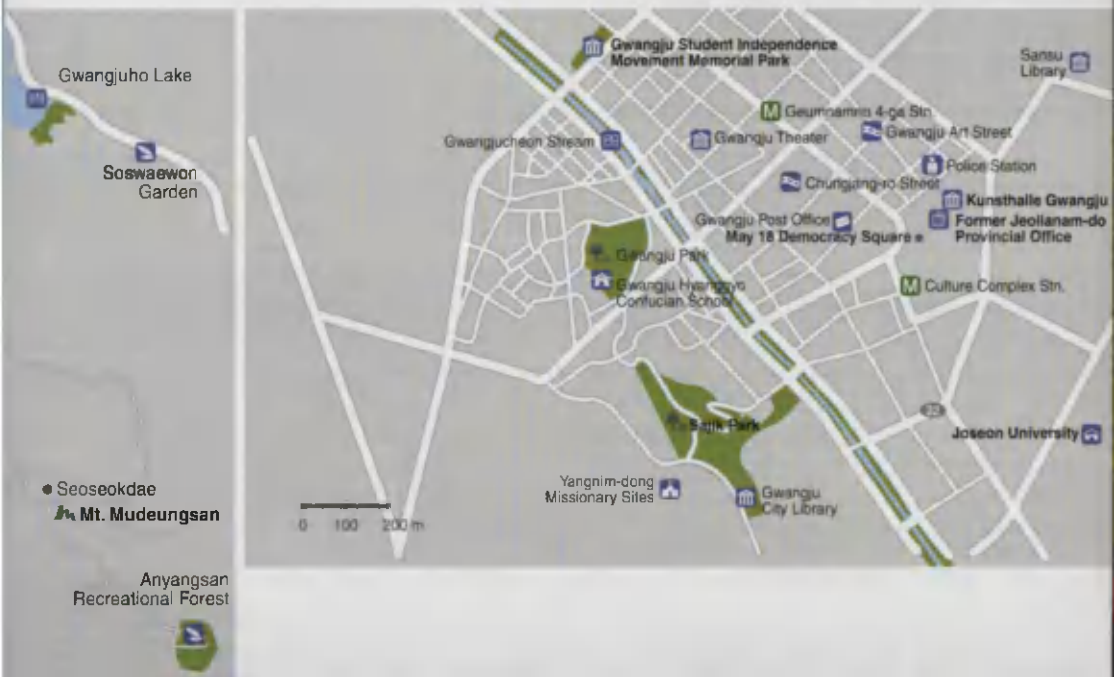 Gwangjuho Lake
Soswaewon
Garden
Seoseokdae
Mt. Mudeungsan
Anyangsan
Recreational Forest
Gwangju Student Independence
Movement Memorial Park
Sansu
Library
M Geumnamro 4-ga Stn.
Gwangjucheon Stream
Gwangju Theater
Gwangju Art Street
Police Station
Chungjang-ro Street
Kunsthalle Gwangju
Gwangju Post Office
May 18 Democracy Square
Former Jeollanam-do
Provincial Office
Gwangju Park
Gwangju Hyanggyo
Confucian School
M Culture Complex Stn.
Sajik Park
Joseon University
Yangnim-dong
Missionary Sites
Gwangju
City Library
0 100 200 m